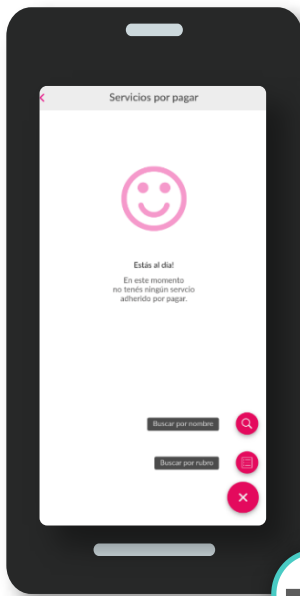 Servicios por pagar
Estás al día!
En este momento
no tenés ningún servcio
adherido por pagar.
Buscar por nombre
Buscar por rubro